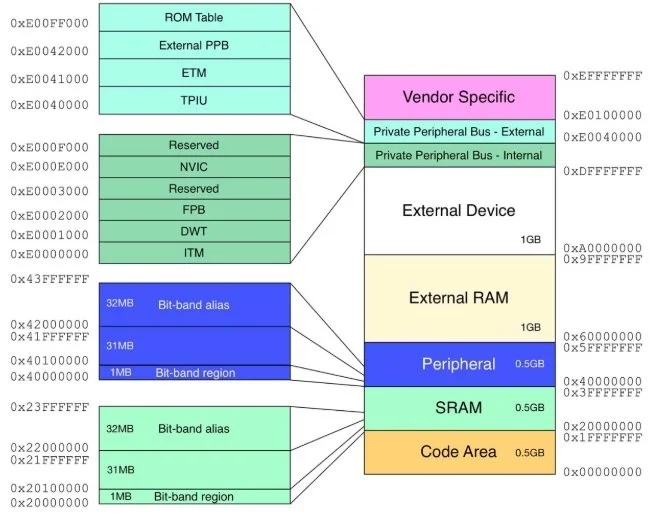 0xE00FF000
ROM Table
0xE0042000
External PPB
0xE0041000
ETM
0xE0040000
TPIU
0xE000F000
Reserved
0xE000E000
NVIC
0xE0003000
Reserved
0xE0002000
FPB
0xE0001000
DWT
0xE0000000
ITM
0x43FFFFFF
32MB Bit-band alias
0x42000000
0x41FFFFFF
31MB
0x40100000
0x40000000
1MB Bit-band region
0x23FFFFFF
32MB Bit-band alias
0x22000000
0x21FFFFFF
31MB
0x20100000
0x20000000
1MB Bit-band region
0xEFFFFFFF
Vendor Specific
0xE0100000
Private Peripheral Bus - External
0xE0040000
Private Peripheral Bus - Internal
0xDFFFFFFF
External Device
1GB
0xA0000000
0x9FFFFFFF
External RAM
1GB
0x60000000
0x5FFFFFFF
Peripheral 0.5GB
0x40000000
0x3FFFFFFF
SRAM 0.5GB
0x20000000
0x1FFFFFFF
Code Area 0.5GB
0x00000000